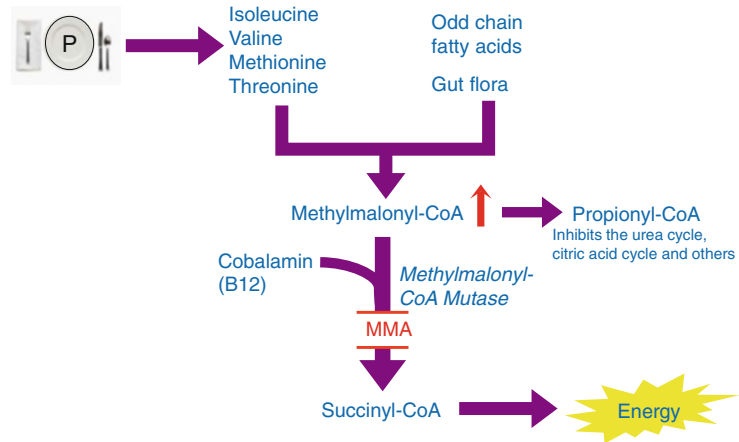 P
Isoleucine
Valine
Methionine
Threonine
Odd chain
fatty acids
Gut flora
Methylmalonyl-CoA
Propionyl-CoA
Inhibits the urea cycle,
citric acid cycle and others
Cobalamin
(B12)
Methylmalonyl-
CoA Mutase
MMA
Succinyl-CoA
Energy